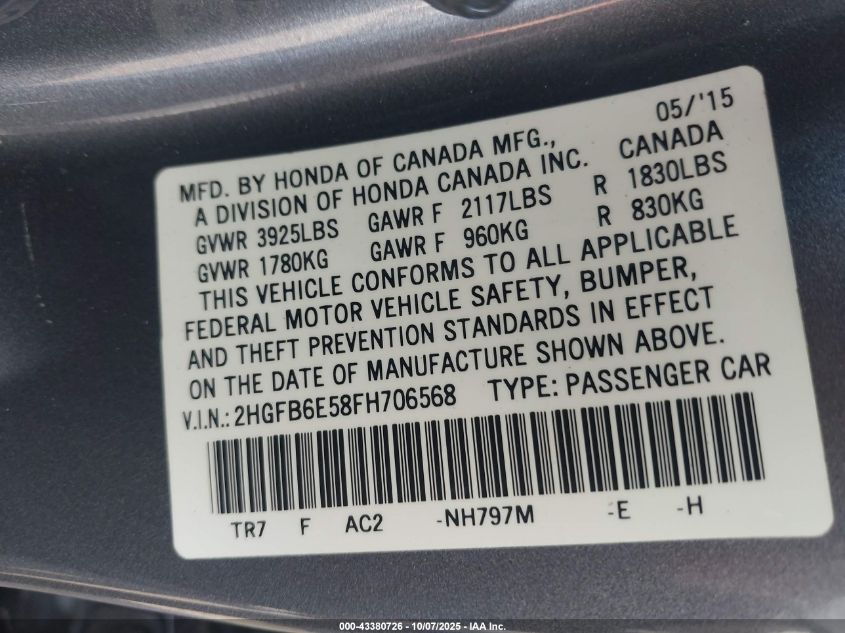 05/'15
MFD. BY HONDA OF CANADA MFG.,
A DIVISION OF HONDA CANADA INC. CANADA
GVWR 3925LBS GAWR F 2117LBS R 1830LBS
GVWR 1780KG GAWR F 960KG R 830KG
THIS VEHICLE CONFORMS TO ALL APPLICABLE
FEDERAL MOTOR VEHICLE SAFETY, BUMPER,
AND THEFT PREVENTION STANDARDS IN EFFECT
ON THE DATE OF MANUFACTURE SHOWN ABOVE.
V.I.N.: 2HGFB6E58FH706568 TYPE: PASSENGER CAR
TR7 F AC2 -NH797M -E -H
000-43380726 - 10/07/2025 - IAA Inc.